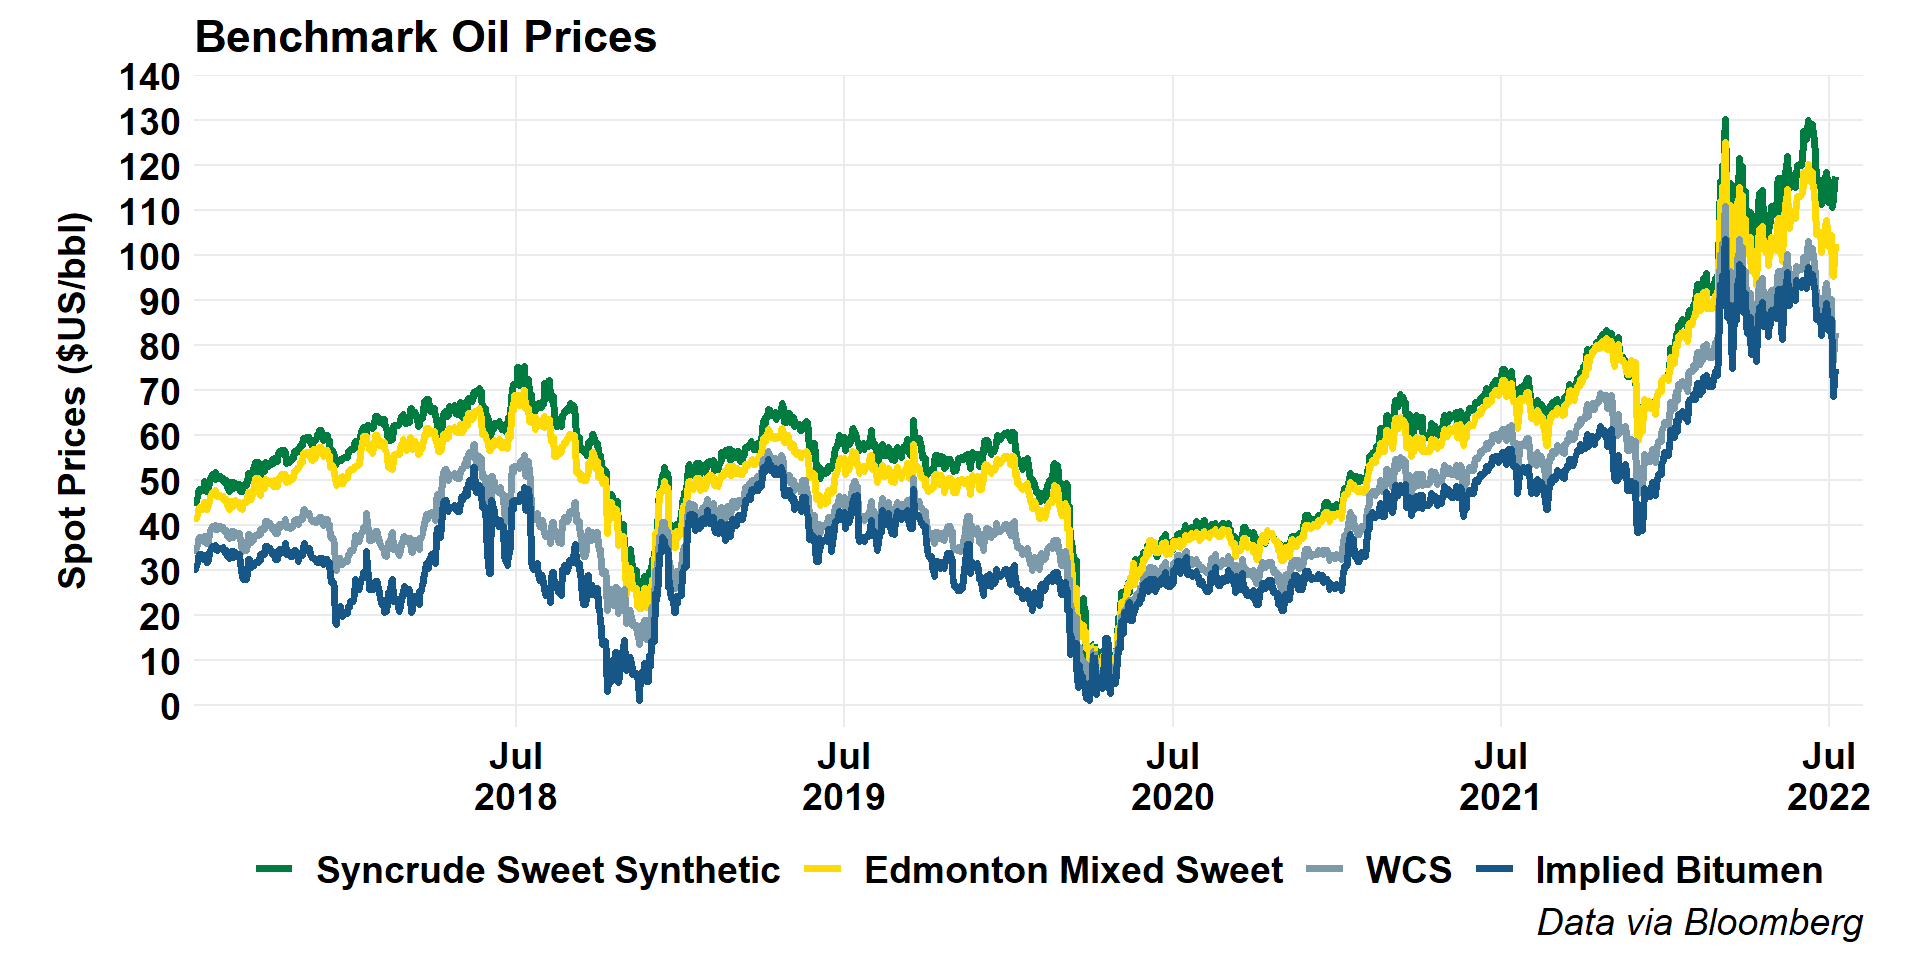 Benchmark Oil Prices
Spot Prices ($US/bbl)
140
130
120
110
100
90
80
70
60
50
40
30
20
10
0
Jul Jul Jul Jul Jul
2018 2019 2020 2021 2022
Syncrude Sweet Synthetic Edmonton Mixed Sweet WCS Implied Bitumen
Data via Bloomberg